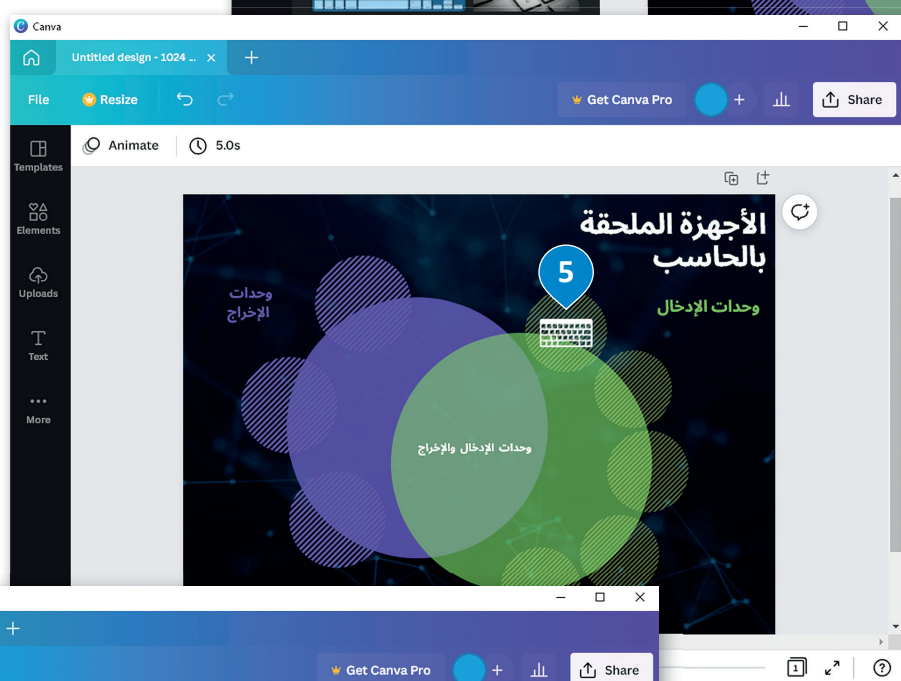 Canva
Untitled design - 1024 ...
File
Resize
Get Canva Pro
Share
Templates
Elements
Uploads
Text
More
Animate
5.0s
الأجهزة الملحقة
بالحاسب
5
وحدات الإدخال
وحدات
الإخراج
وحدات الإدخال والإخراج
1
Get Canva Pro
Share